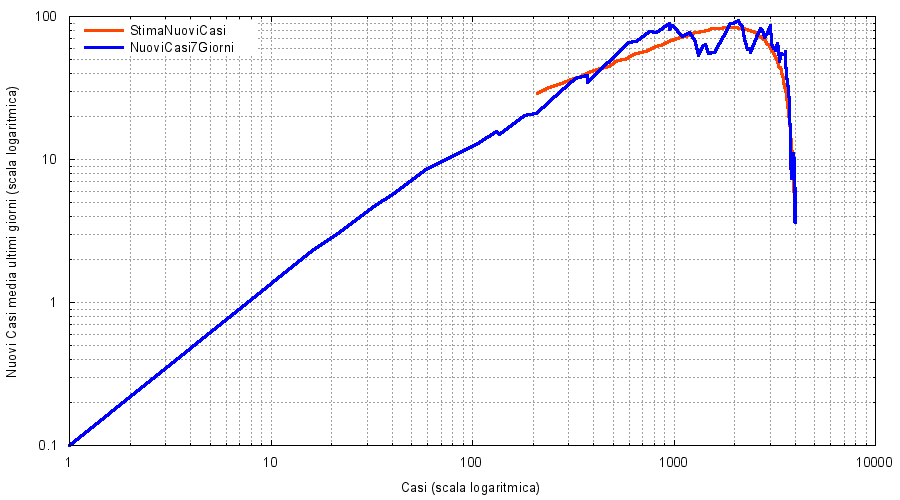 100
StimaNuoviCasi
NuoviCasi7Giorni
10
1
0.1
Nuovi Casi media ultimi giorni (scala logaritmica)
1
10
100
1000
10000
Casi (scala logaritmica)